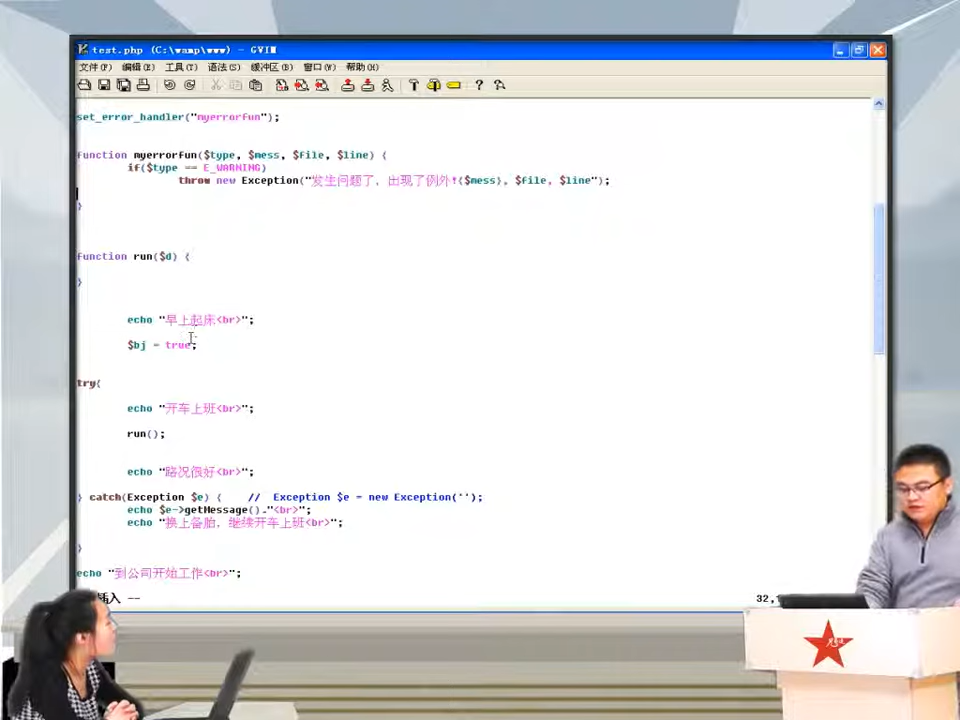 test.php (C:\wamp\www) - GVIM
文件(F) 编辑(E) 工具(T) 语法(S) 缓冲区(B) 窗口(W) 帮助(H)
set_error_handler("myerrorfun");
function myerrorfun($type, $mess, $file, $line) {
if($type == E_WARNING)
throw new Exception("发生问题了, 出现了例外!{$mess}, $file, $line");
}
function run($d) {
}
echo "早上起床<br>";
$bj = true;
try{
echo "开车上班<br>";
run();
echo "路况很好<br>";
} catch(Exception $e) { // Exception $e = new Exception('');
echo $e->getMessage()."<br>";
echo "换上备胎, 继续开车上班<br>";
}
echo "到公司开始工作<br>";
插入 --
32,